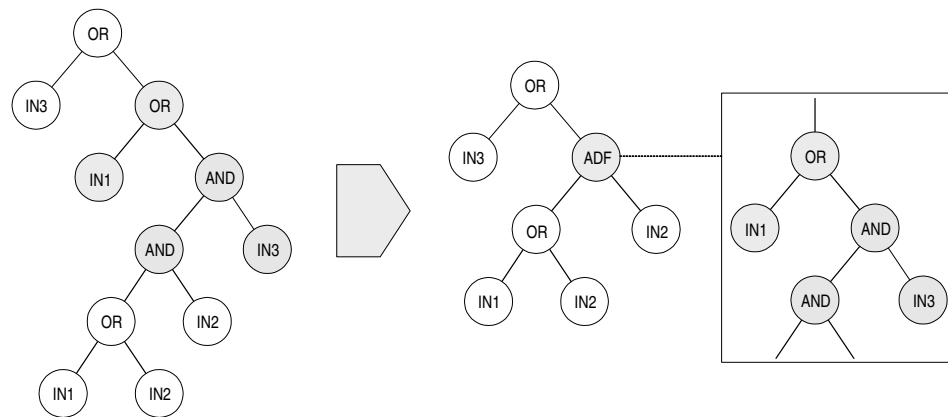 OR
IN3
OR
IN1
AND
AND
IN3
OR
IN2
IN1
IN2
OR
IN3
ADF
OR
IN2
IN1
IN2
OR
IN1
AND
AND
IN3